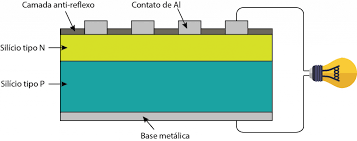 Camada anti-reflexo
Contato de Al
Silício tipo N
Silício tipo P
Base metálica